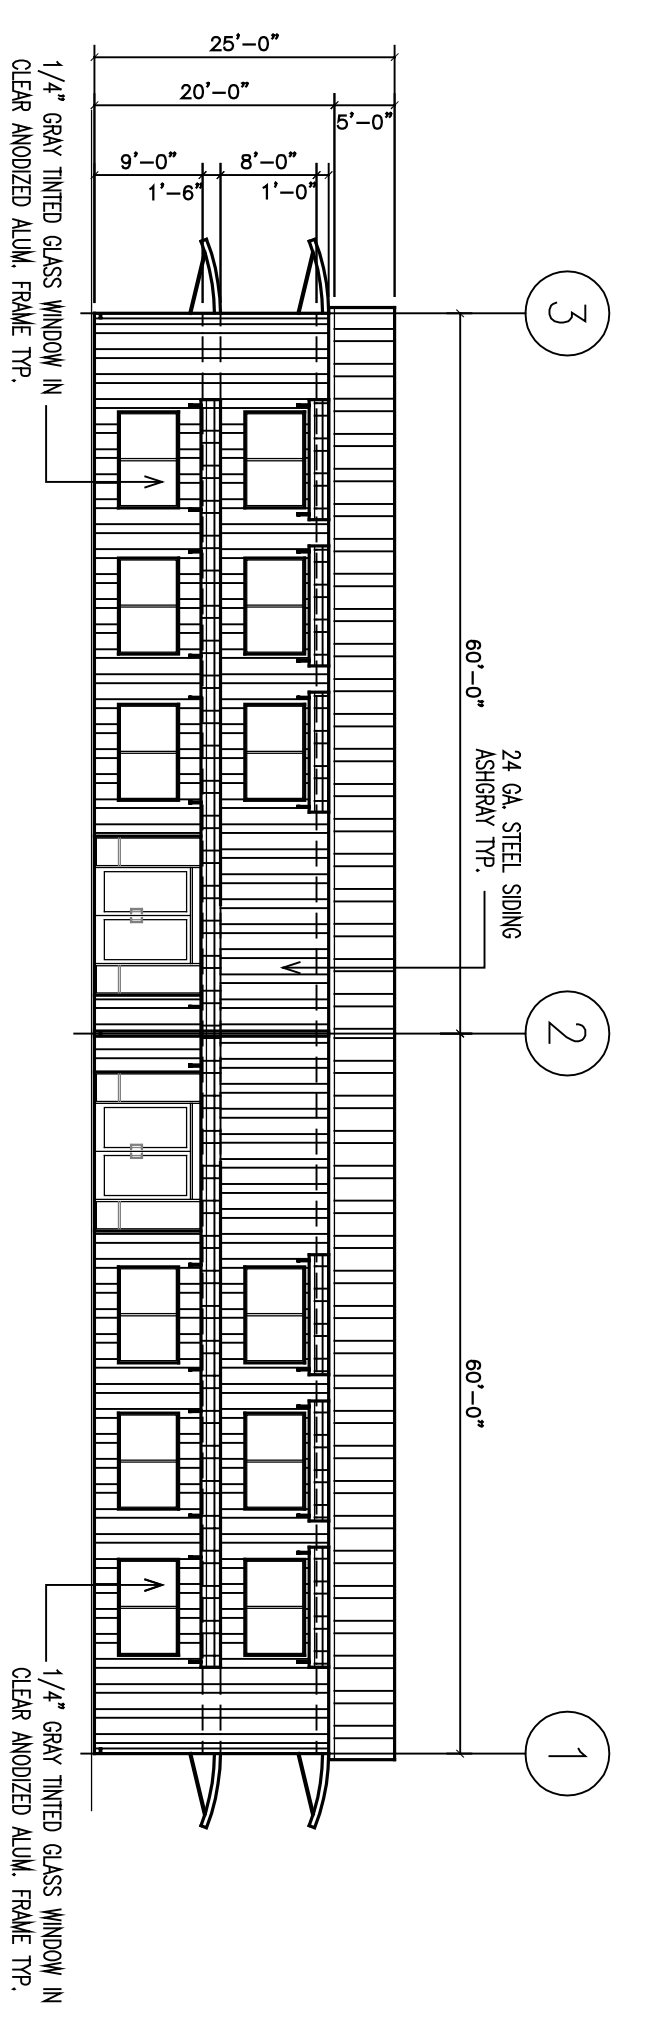 3
2
1
60'-0"
60'-0"
24 GA. STEEL SIDING
ASHGRAY TYP.
25'-0"
20'-0"
5'-0"
9'-0"
8'-0"
1'-6"
1'-0"
1/4" GRAY TINTED GLASS WINDOW IN
CLEAR ANODIZED ALUM. FRAME TYP.
1/4" GRAY TINTED GLASS WINDOW IN
CLEAR ANODIZED ALUM. FRAME TYP.